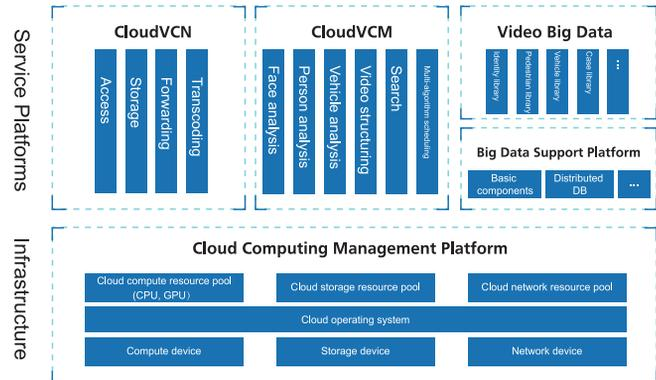 Service Platforms
CloudVCN
Access
Storage
Forwarding
Transcoding
CloudVCM
Face analysis
Person analysis
Vehicle analysis
Video structuring
Search
Multi-algorithm scheduling
Video Big Data
Identity library
Pedestrian library
Vehicle library
Case library
...
Big Data Support Platform
Basic
components
Distributed
DB
...
Infrastructure
Cloud Computing Management Platform
Cloud compute resource pool
(CPU, GPU）
Cloud storage resource pool
Cloud network resource pool
Cloud operating system
Compute device
Storage device
Network device